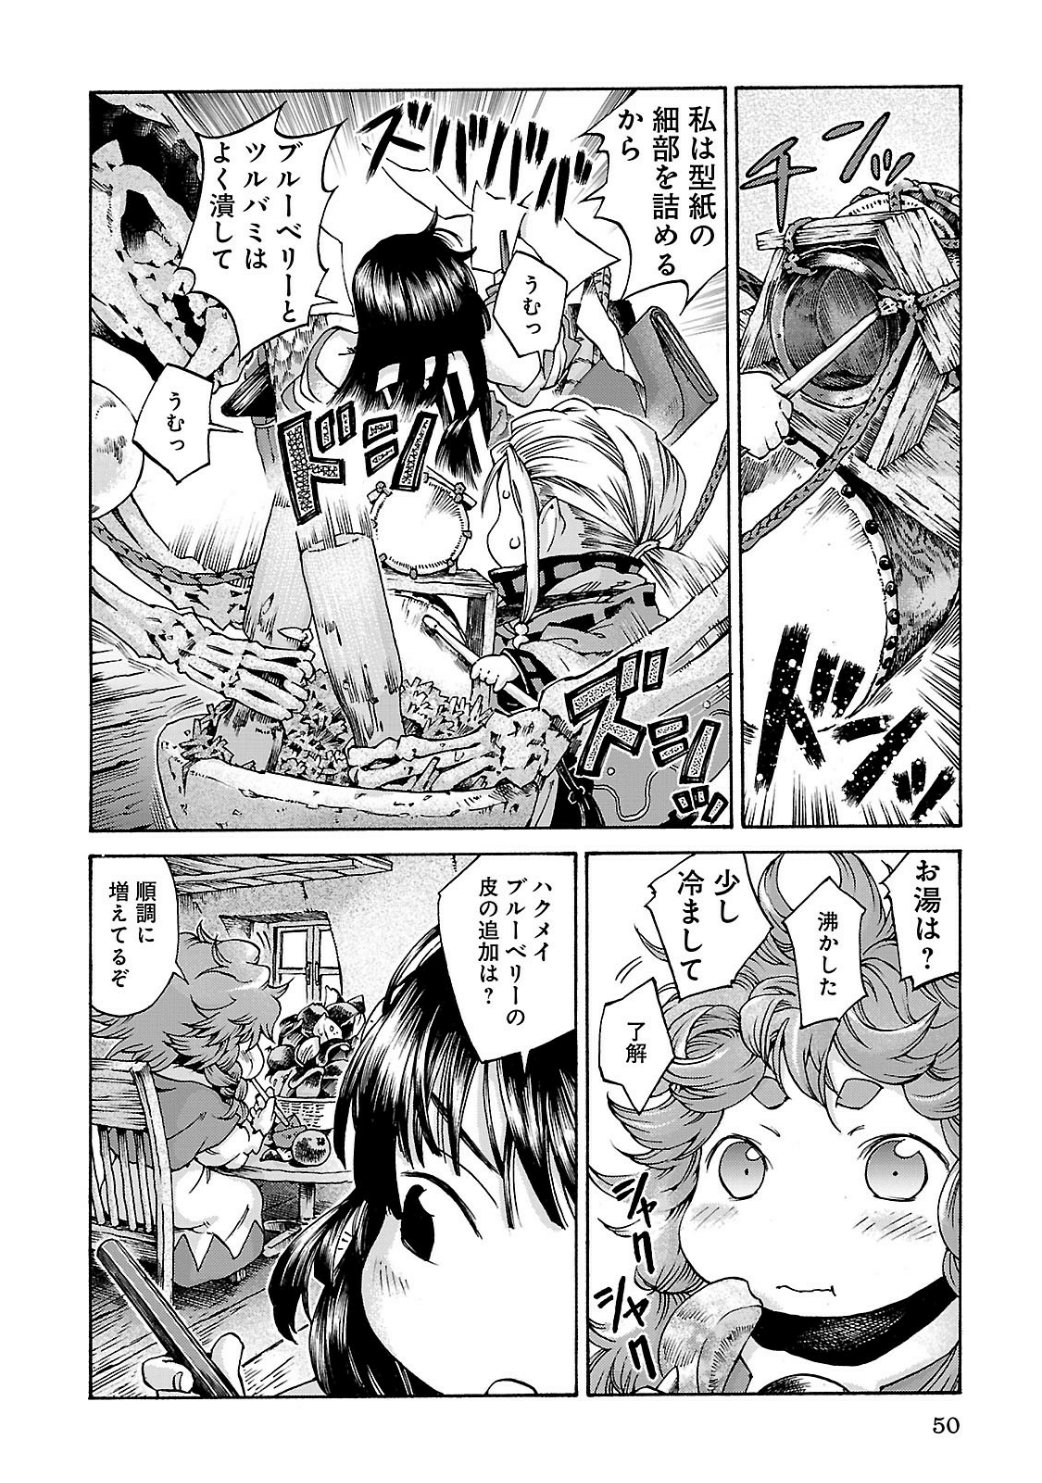 チンッ
ドンッ
私は型紙の
細部を詰める
から
ズババババ
うむっ
ブルーベリーと
ツルバミは
よく潰して
うむっ
ドシ
ズシッ
お湯は?
沸かした
少し
冷まして
了解
シャク
シャク
ハクメイ
ブルーベリーの
皮の追加は?
順調に
増えてるぞ
50